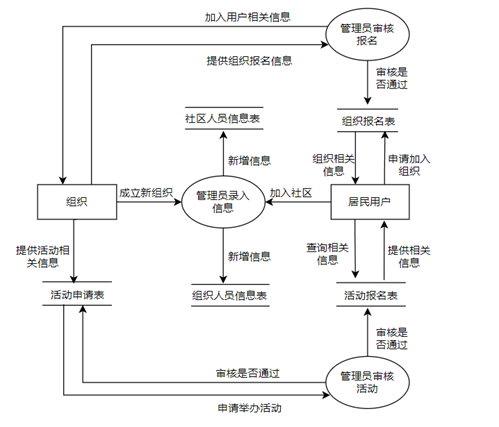 加入用户相关信息
管理员审核
报名
提供组织报名信息
审核是
否通过
社区人员信息表
组织报名表
新增信息
组织相关
信息
申请加入
组织
组织
成立新组织
管理员录入
信息
加入社区
居民用户
提供活动相
关信息
新增信息
查询相关
信息
提供相关
信息
活动申请表
组织人员信息表
活动报名表
审核是
否通过
审核是否通过
管理员审核
活动
申请举办活动